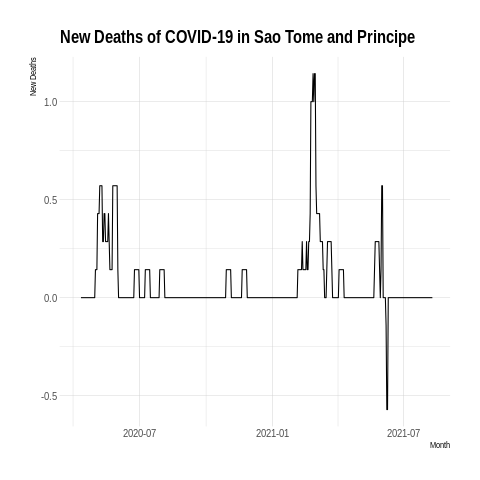 New Deaths of COVID-19 in Sao Tome and Principe
New Deaths
1.0
0.5
0.0
-0.5
2020-07
2021-01
2021-07
Month